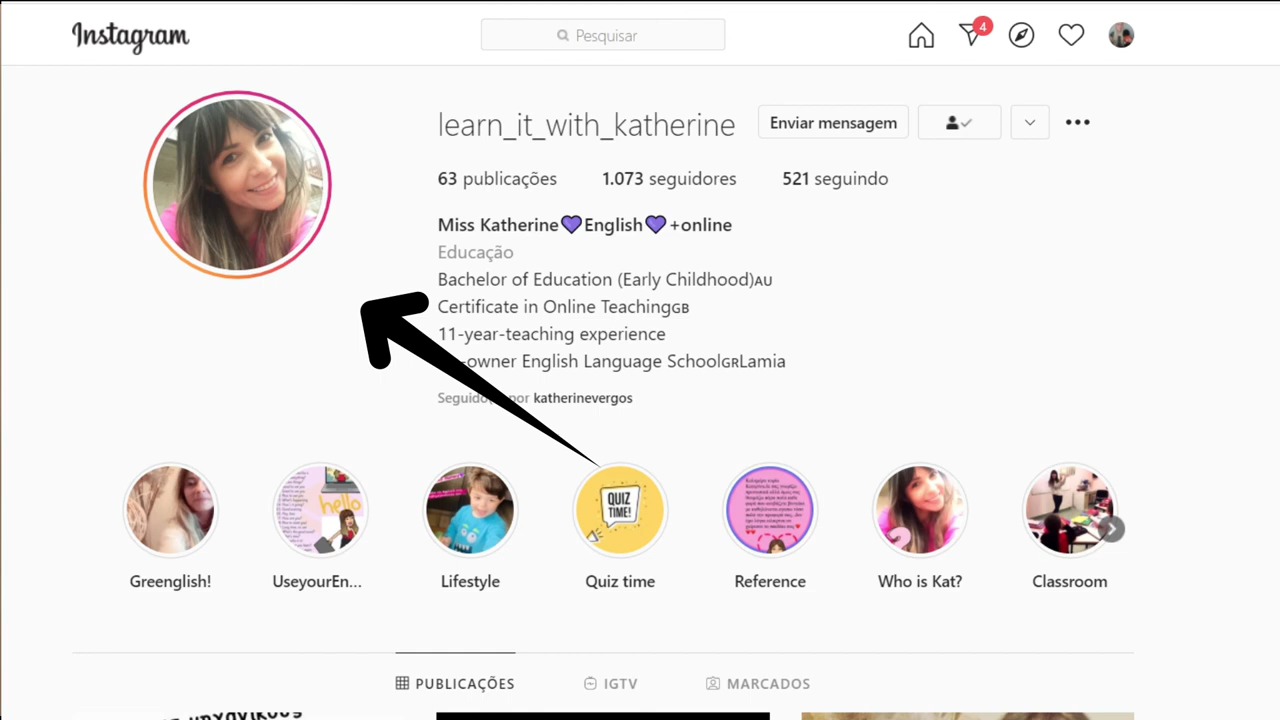 Instagram
Pesquisar
4
learn_it_with_katherine
Enviar mensagem
63 publicações 1.073 seguidores 521 seguindo
Miss Katherine💜English💜+online
Educação
Bachelor of Education (Early Childhood)AU
Certificate in Online TeachingGB
11-year-teaching experience
-owner English Language SchoolGRLamia
por katherinevergos
hello
QUIZ
TIME!
Greenglish!
UseyourEn...
Lifestyle
Quiz time
Reference
Who is Kat?
Classroom
PUBLICAÇÕES
IGTV
MARCADOS